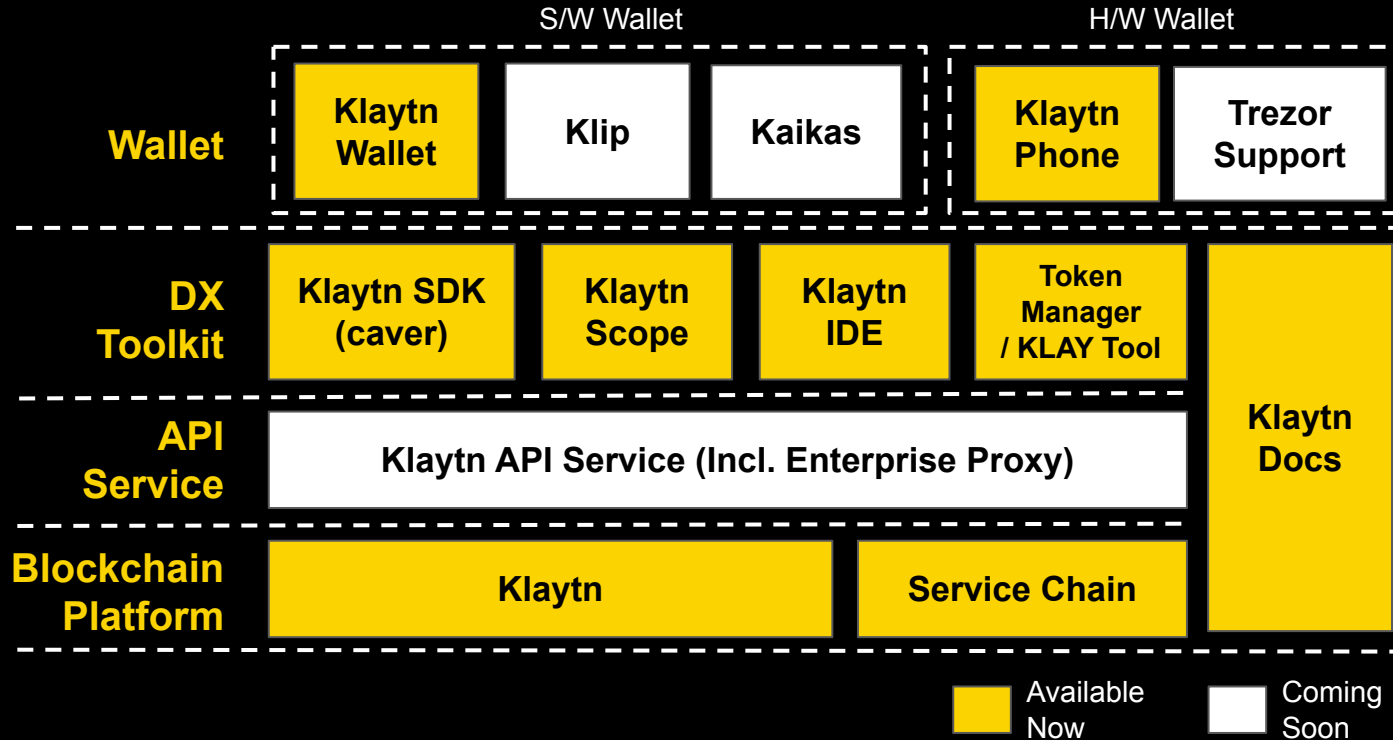 S/W Wallet
H/W Wallet
Wallet
Klaytn
Wallet
Klip
Kaikas
Klaytn
Phone
Trezor
Support
DX
Toolkit
Klaytn SDK
(caver)
Klaytn
Scope
Klaytn
IDE
Token
Manager
/ KLAY Tool
Klaytn
Docs
API
Service
Klaytn API Service (Incl. Enterprise Proxy)
Blockchain
Platform
Klaytn
Service Chain
Available
Now
Coming
Soon